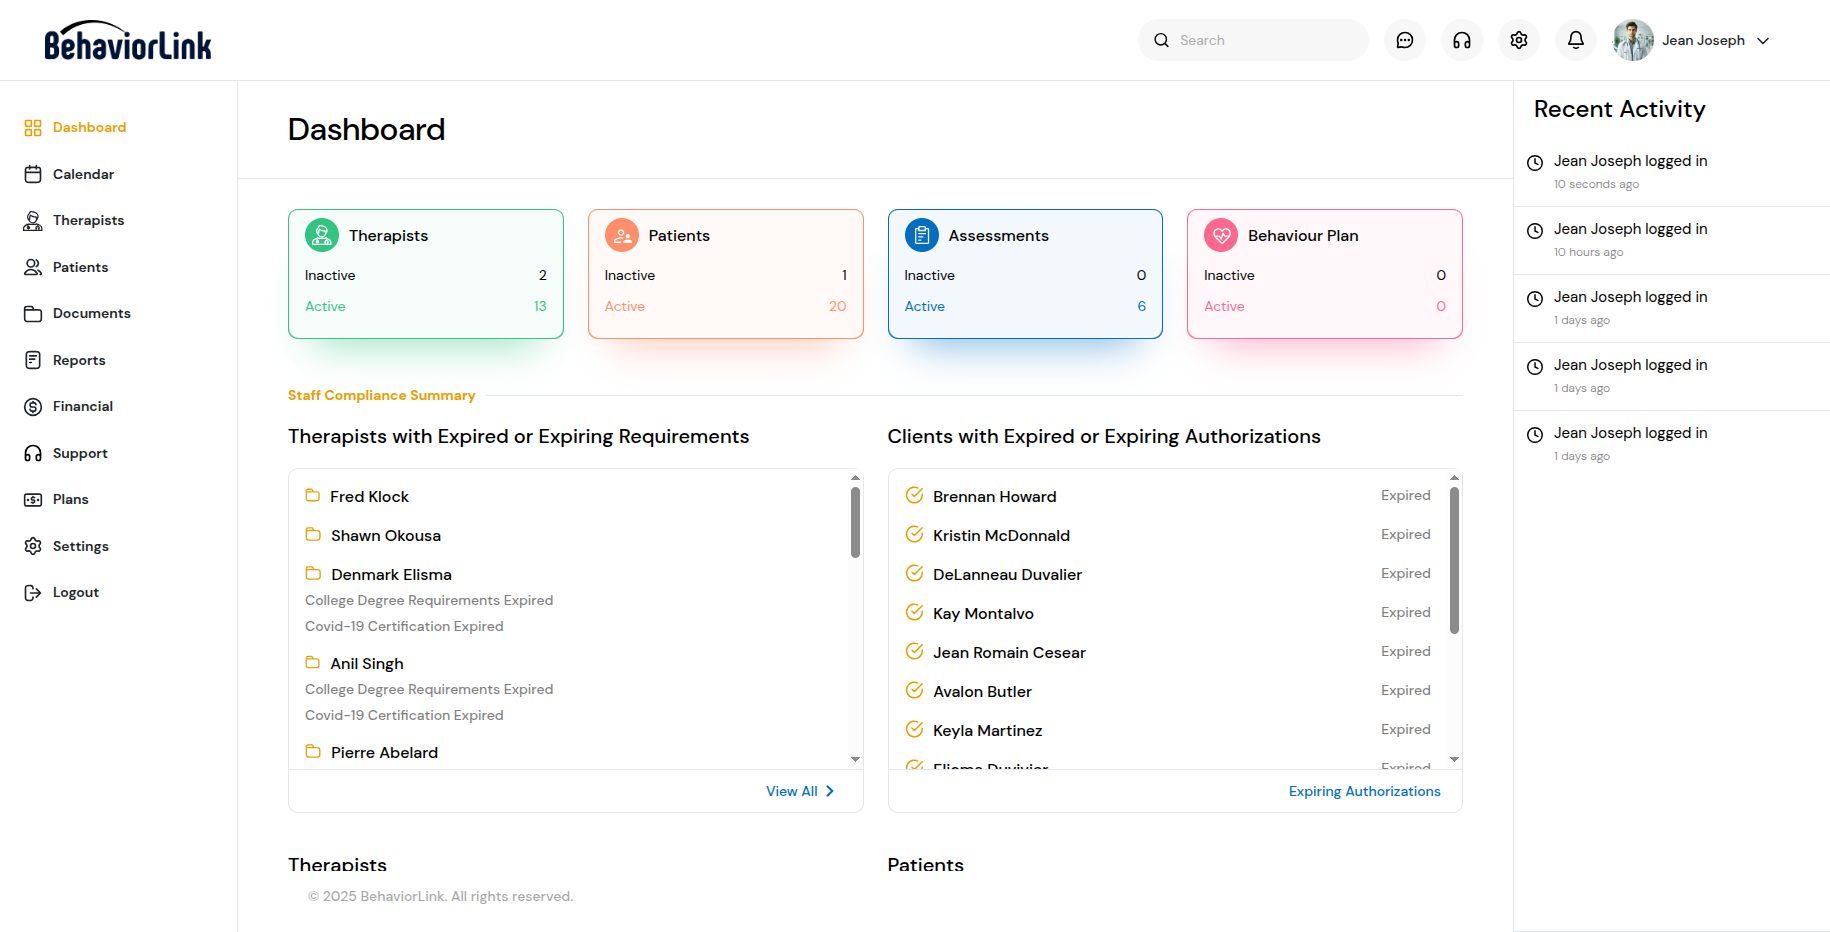 BehaviorLink
Search
Jean Joseph
Dashboard
Calendar
Therapists
Patients
Documents
Reports
Financial
Support
Plans
Settings
Logout
Dashboard
Therapists
Inactive 2
Active 13
Patients
Inactive 1
Active 20
Assessments
Inactive 0
Active 6
Behaviour Plan
Inactive 0
Active 0
Staff Compliance Summary
Therapists with Expired or Expiring Requirements
Fred Klock
Shawn Okousa
Denmark Elisma
College Degree Requirements Expired
Covid-19 Certification Expired
Anil Singh
College Degree Requirements Expired
Covid-19 Certification Expired
Pierre Abelard
View All
Clients with Expired or Expiring Authorizations
Brennan Howard Expired
Kristin McDonnald Expired
DeLanneau Duvalier Expired
Kay Montalvo Expired
Jean Romain Cesear Expired
Avalon Butler Expired
Keyla Martinez Expired
Expired
Expiring Authorizations
Therapists
Patients
© 2025 BehaviorLink. All rights reserved.
Recent Activity
Jean Joseph logged in
10 seconds ago
Jean Joseph logged in
10 hours ago
Jean Joseph logged in
1 days ago
Jean Joseph logged in
1 days ago
Jean Joseph logged in
1 days ago